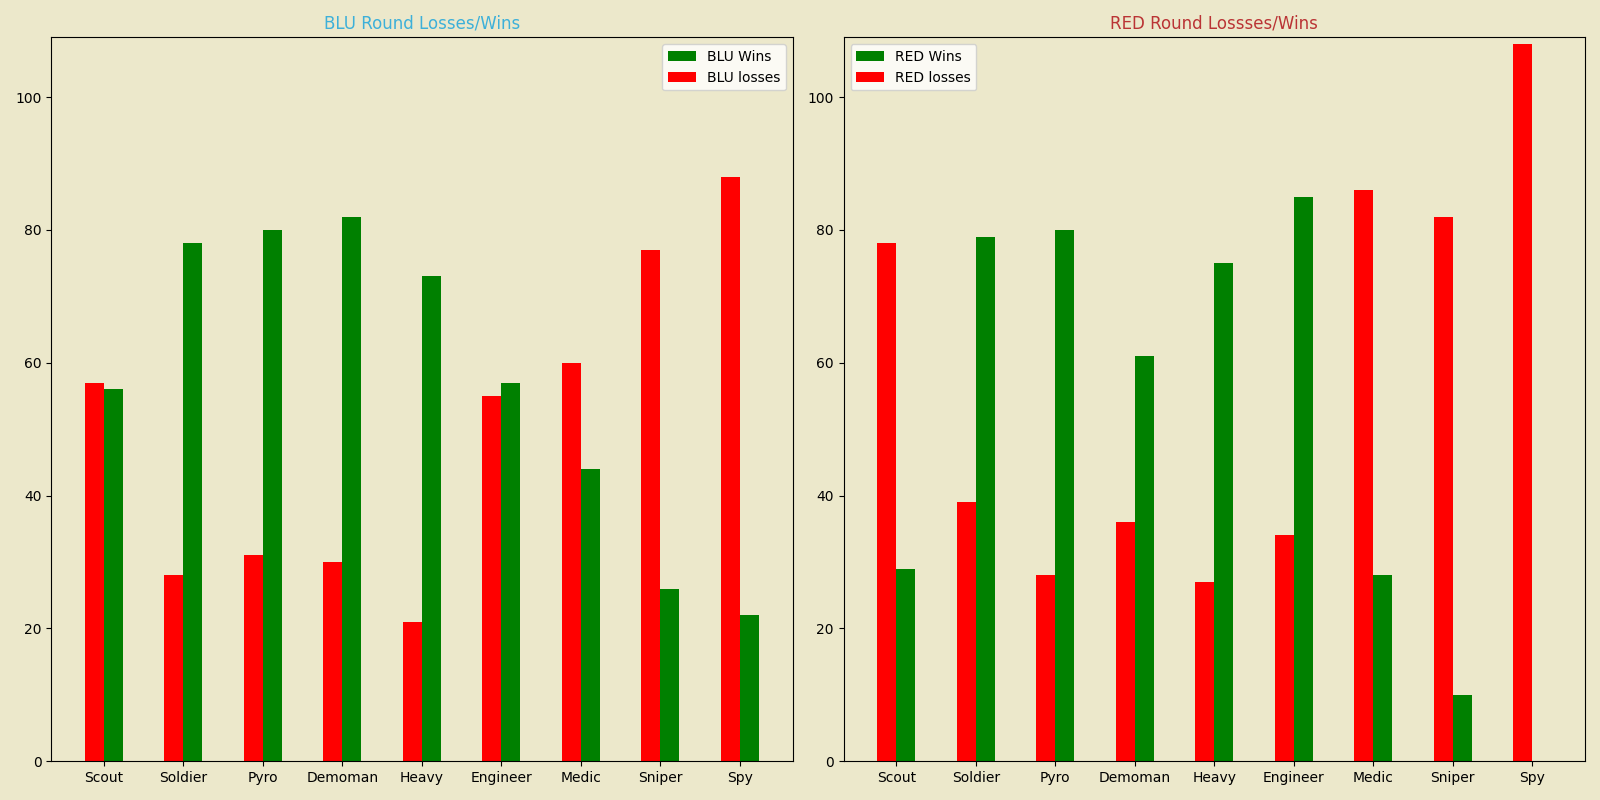 BLU Round Losses/Wins
BLU Wins
BLU losses
100
80
60
40
20
0
Scout Soldier Pyro Demoman Heavy Engineer Medic Sniper Spy
RED Round Lossses/Wins
RED Wins
RED losses
100
80
60
40
20
0
Scout Soldier Pyro Demoman Heavy Engineer Medic Sniper Spy